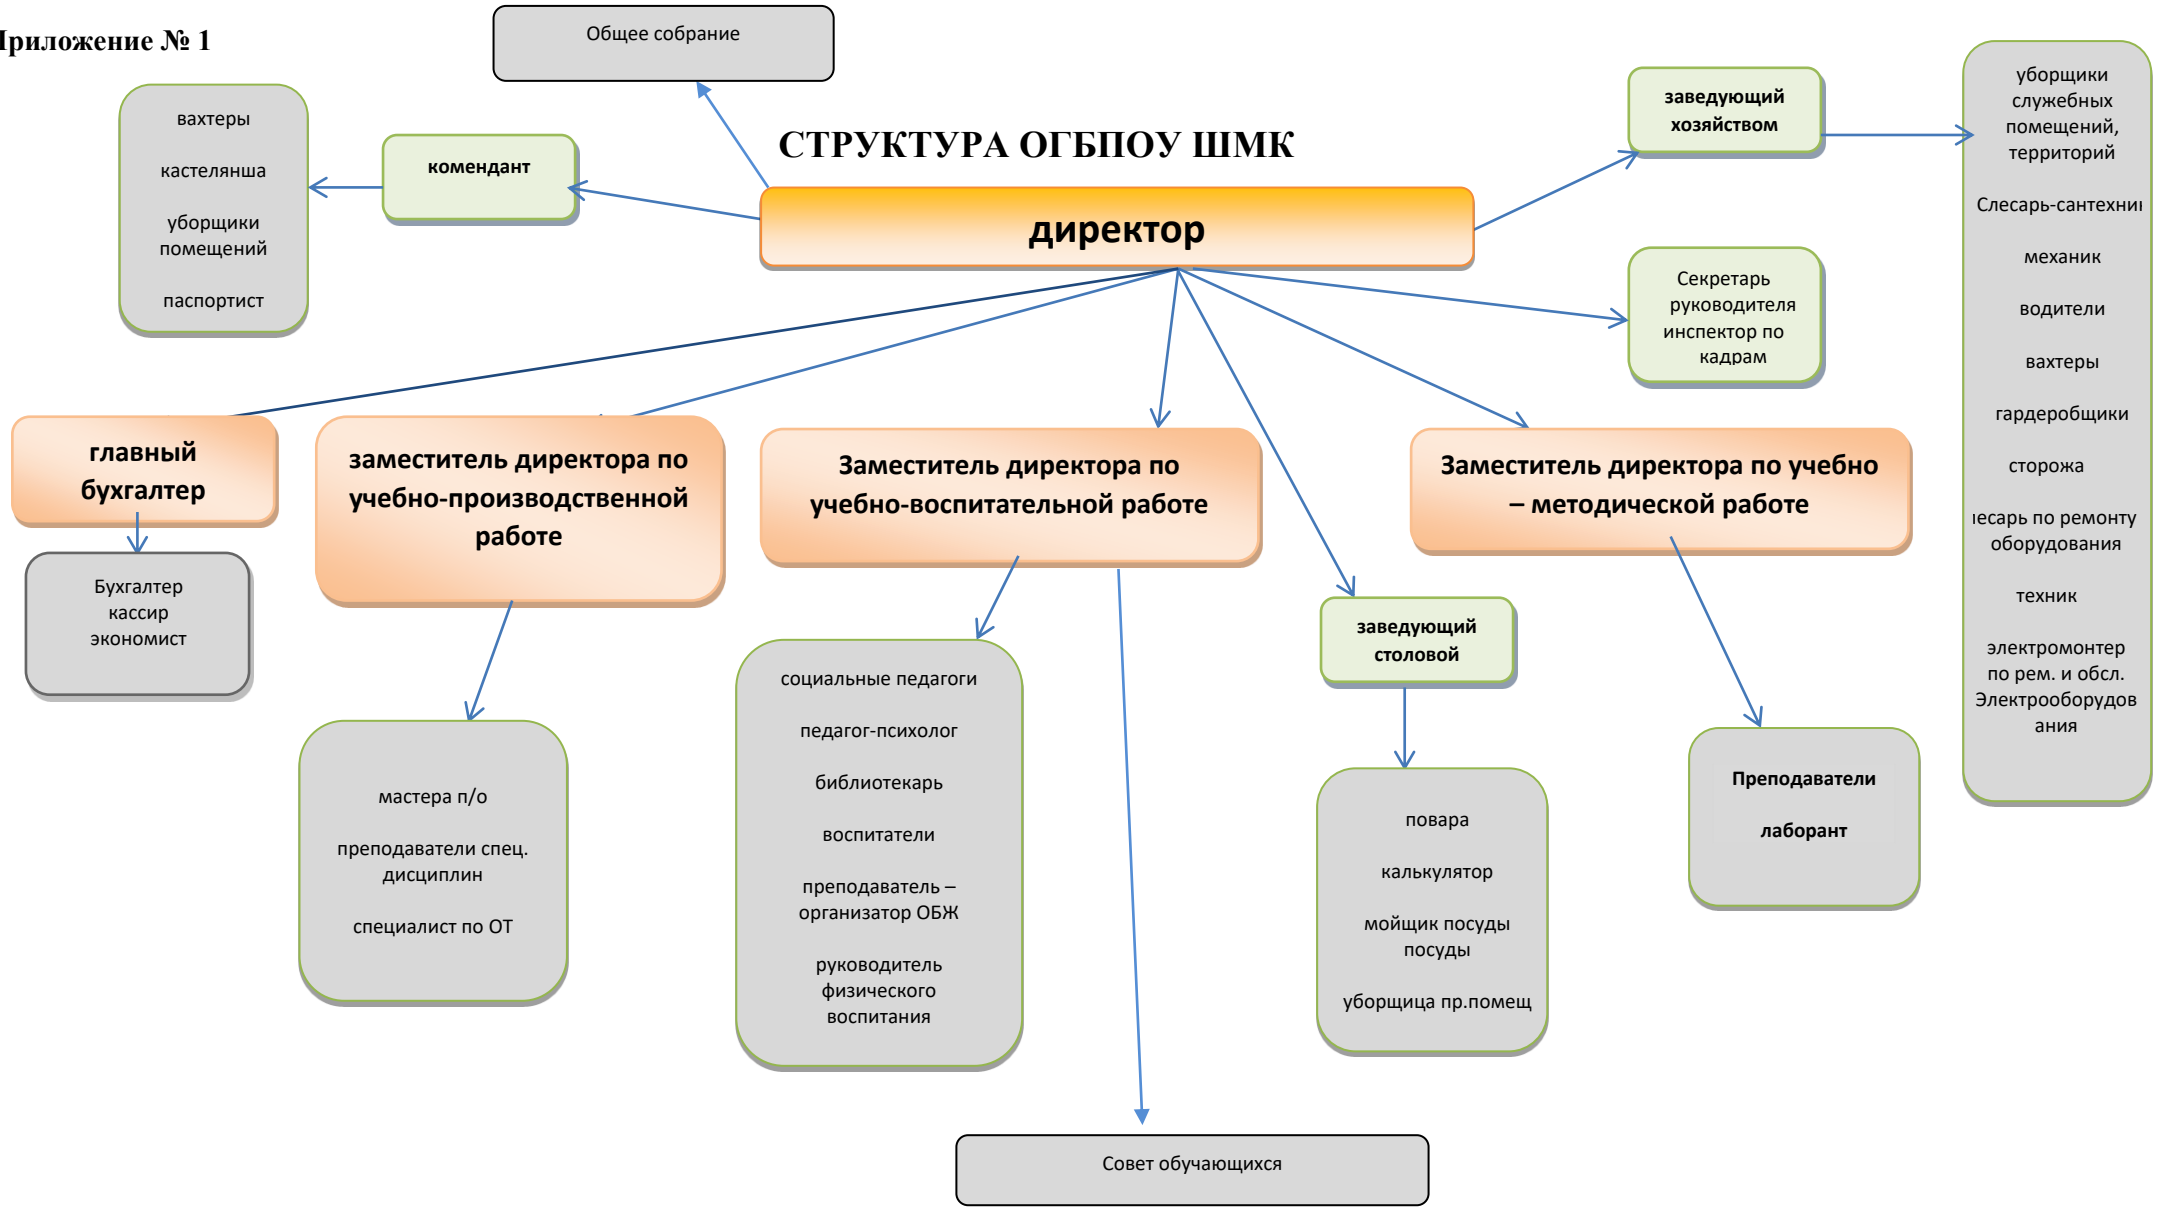 Приложение № 1
Общее собрание
СТРУКТУРА ОГБПОУ ШМК
директор
вахтеры
кастелянша
уборщики
помещений
паспортист
комендант
заведующий
хозяйством
Секретарь
руководителя
инспектор по
кадрам
уборщики
служебных
помещений,
территорий
Слесарь-сантехник
механик
водители
вахтеры
гардеробщики
сторожа
лесарь по ремонту
оборудования
техник
электромонтер
по рем. и обсл.
Электрооборудов
ания
главный
бухгалтер
Бухгалтер
кассир
экономист
заместитель директора по
учебно-производственной
работе
мастера п/о
преподаватели спец.
дисциплин
специалист по ОТ
Заместитель директора по
учебно-воспитательной работе
социальные педагоги
педагог-психолог
библиотекарь
воспитатели
преподаватель –
организатор ОБЖ
руководитель
физического
воспитания
заведующий
столовой
повара
калькулятор
мойщик посуды
посуды
уборщица пр.помещ
Заместитель директора по учебно
– методической работе
Преподаватели
лаборант
Совет обучающихся